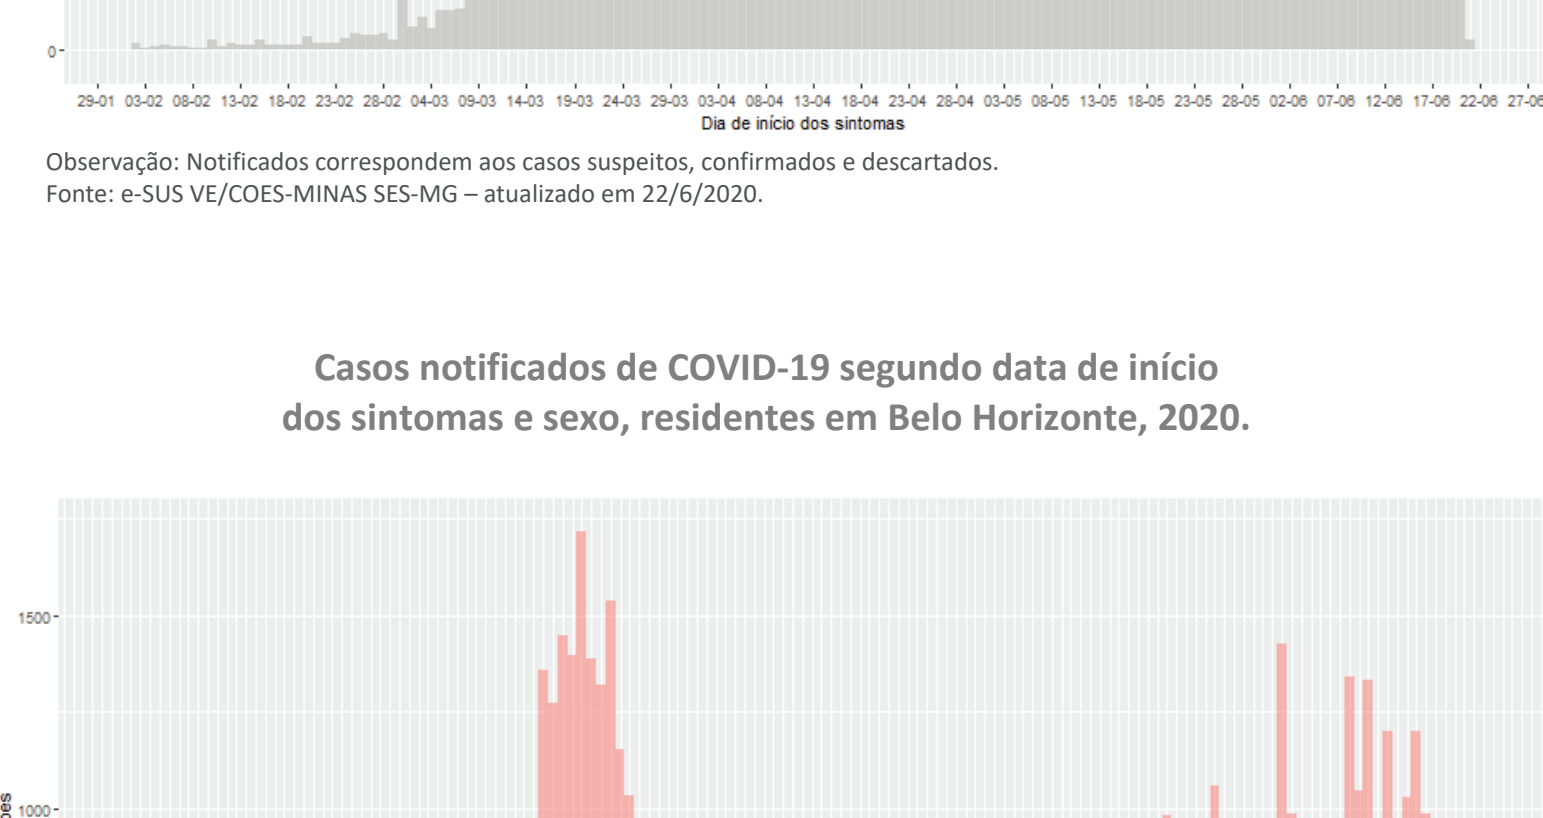 0
29-01 03-02 08-02 13-02 18-02 23-02 28-02 04-03 09-03 14-03 19-03 24-03 29-03 03-04 08-04 13-04 18-04 23-04 28-04 03-05 08-05 13-05 18-05 23-05 28-05 02-06 07-06 12-06 17-06 22-06 27-06
Dia de início dos sintomas
Observação: Notificados correspondem aos casos suspeitos, confirmados e descartados.
Fonte: e-SUS VE/COES-MINAS SES-MG – atualizado em 22/6/2020.
Casos notificados de COVID-19 segundo data de início
dos sintomas e sexo, residentes em Belo Horizonte, 2020.
1500
1000